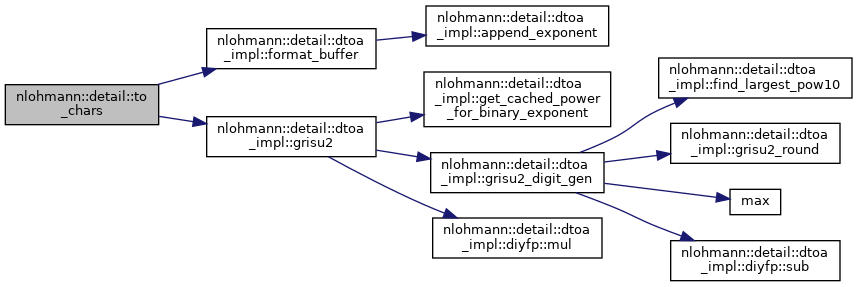 nlohmann::detail::to
_chars
nlohmann::detail::dtoa
_impl::format_buffer
nlohmann::detail::dtoa
_impl::append_exponent
nlohmann::detail::dtoa
_impl::grisu2
nlohmann::detail::dtoa
_impl::get_cached_power
_for_binary_exponent
nlohmann::detail::dtoa
_impl::grisu2_digit_gen
nlohmann::detail::dtoa
_impl::diyfp::mul
nlohmann::detail::dtoa
_impl::find_largest_pow10
nlohmann::detail::dtoa
_impl::grisu2_round
max
nlohmann::detail::dtoa
_impl::diyfp::sub